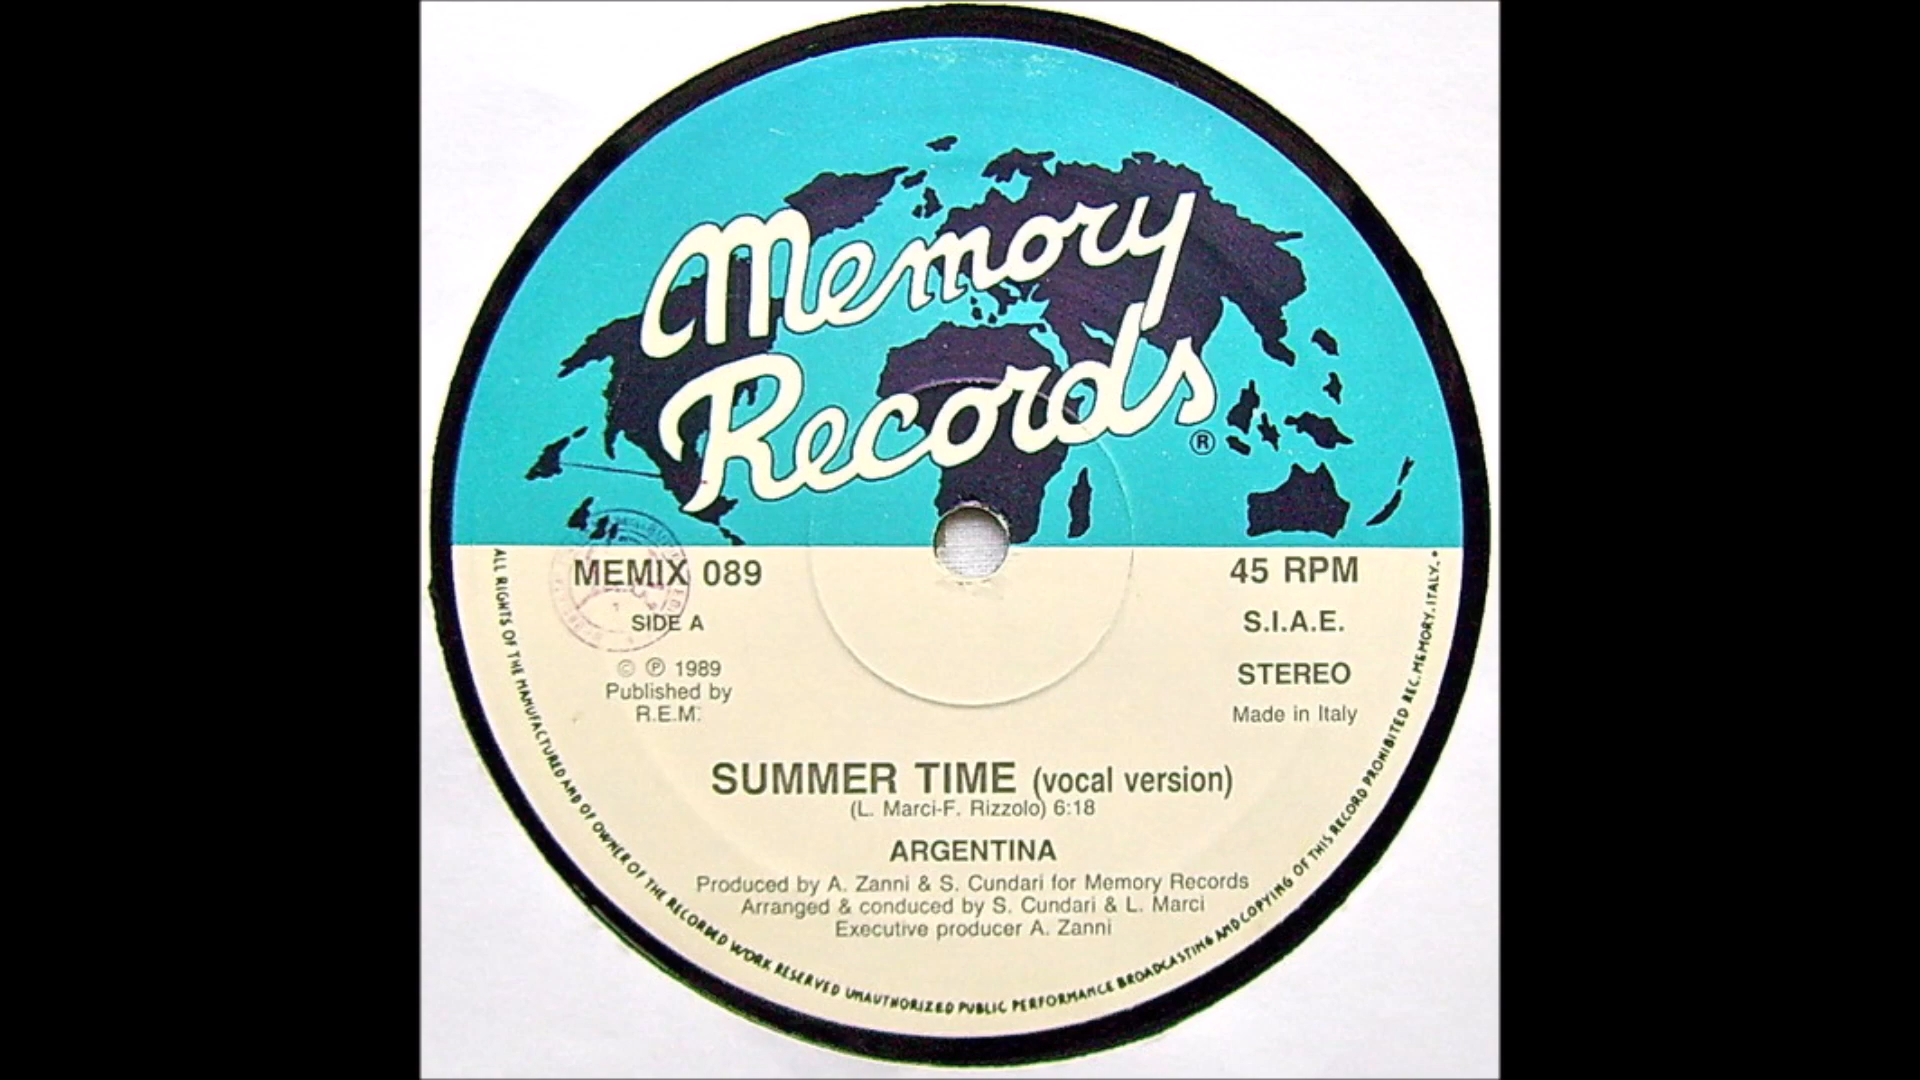 Memory
Records
®
MEMIX 089
SIDE A
© ℗ 1989
Published by
R.E.M.
45 RPM
S.I.A.E.
STEREO
Made in Italy
SUMMER TIME (vocal version)
(L. Marci-F. Rizzolo) 6:18
ARGENTINA
Produced by A. Zanni & S. Cundari for Memory Records
Arranged & conduced by S. Cundari & L. Marci
Executive producer A. Zanni
ALL RIGHTS OF THE MANUFACTURED AND OF OWNER OF THE RECORDED WORK RESERVED UNAUTHORIZED PUBLIC PERFORMANCE BROADCASTING AND COPYING OF THIS RECORD PROHIBITED REC. MEMORY. ITALY. •